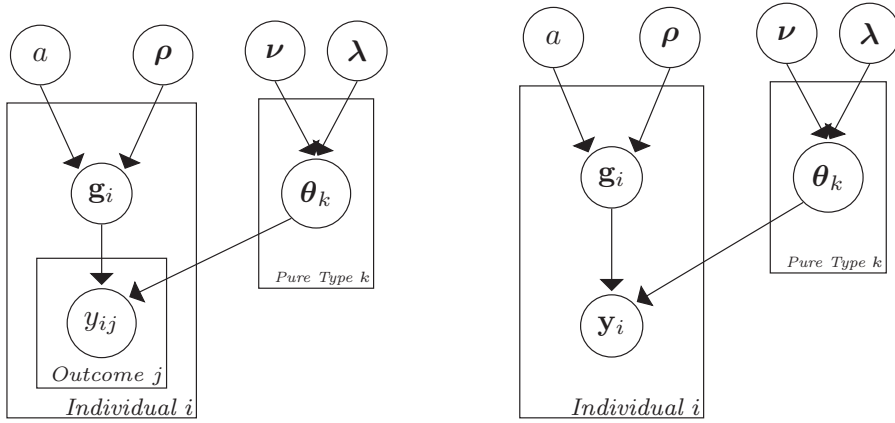 a ρ ν λ
g_i
θ_k
Pure Type k
y_ij
Outcome j
Individual i
a ρ ν λ
g_i
θ_k
Pure Type k
y_i
Individual i